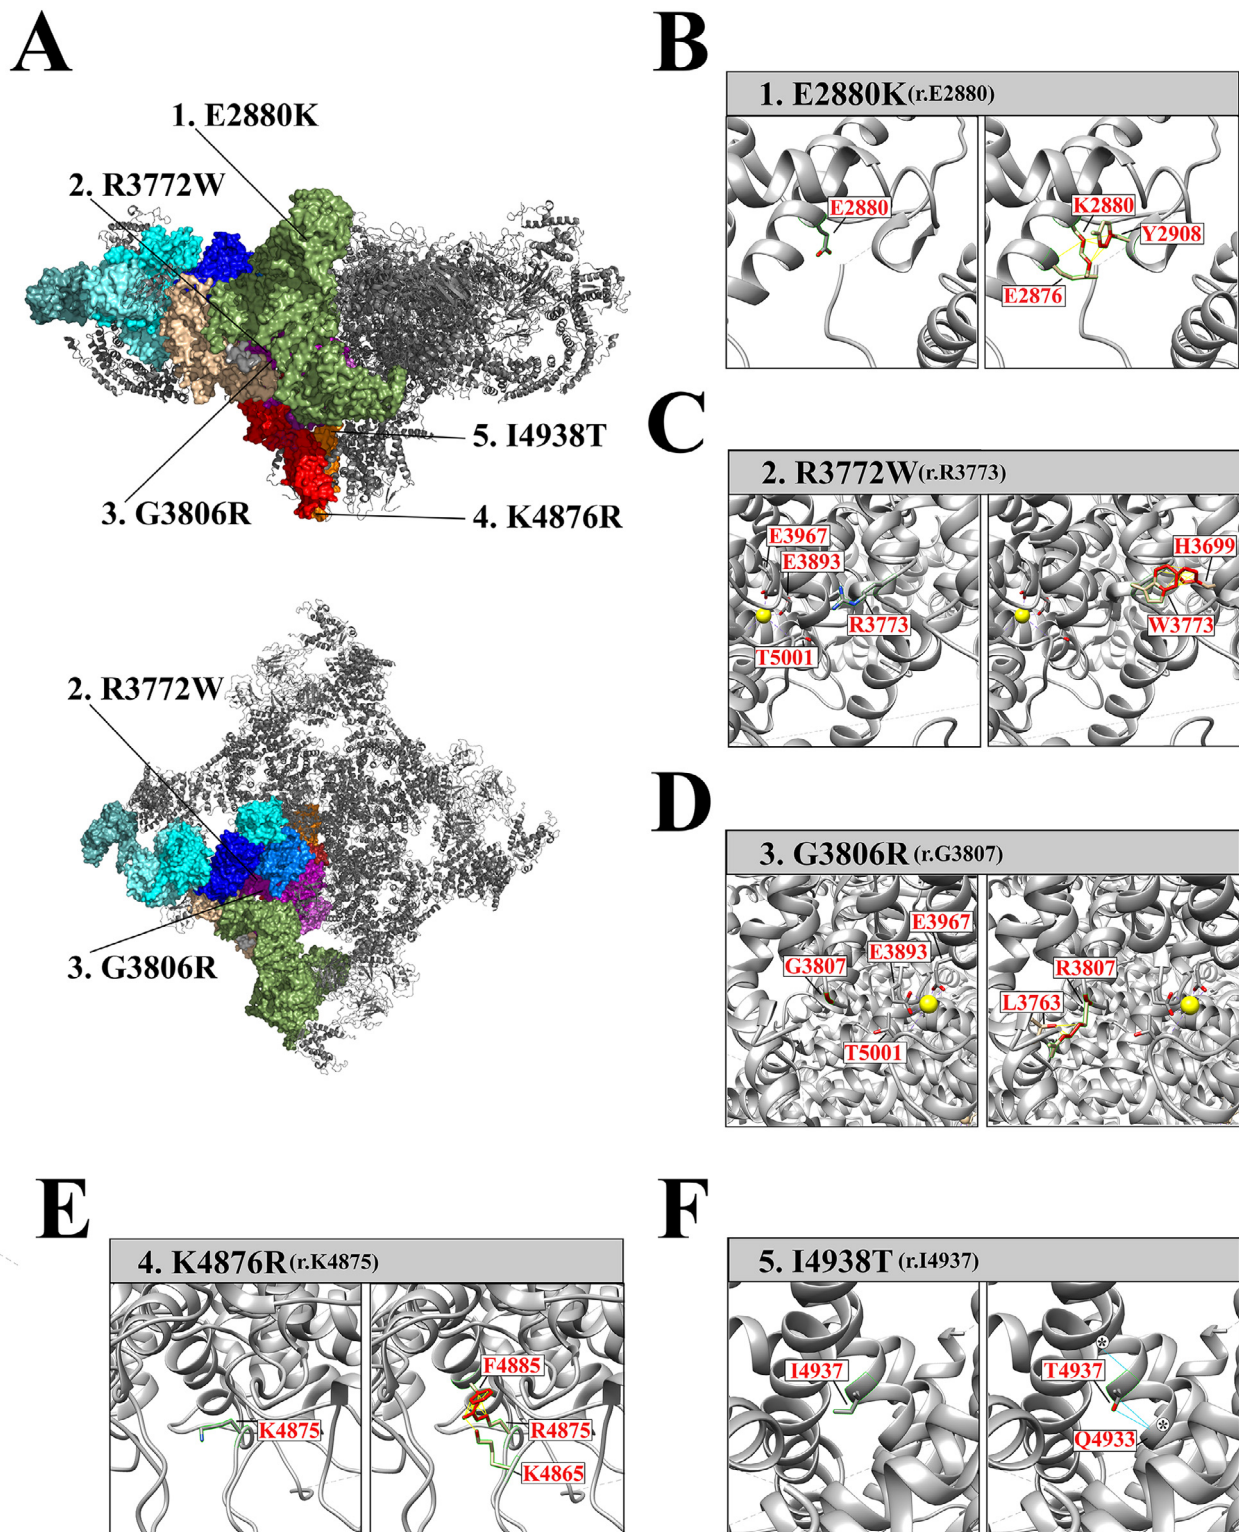 A
1. E2880K
2. R3772W
5. I4938T
3. G3806R
4. K4876R
2. R3772W
3. G3806R
B
1. E2880K(r.E2880)
E2880
K2880
Y2908
E2876
C
2. R3772W(r.R3773)
E3967
E3893
R3773
T5001
H3699
W3773
D
3. G3806R (r.G3807)
E3967
E3893
G3807
T5001
R3807
L3763
E
4. K4876R(r.K4875)
K4875
F4885
R4875
K4865
F
5. I4938T (r.I4937)
I4937
*
T4937
*
Q4933